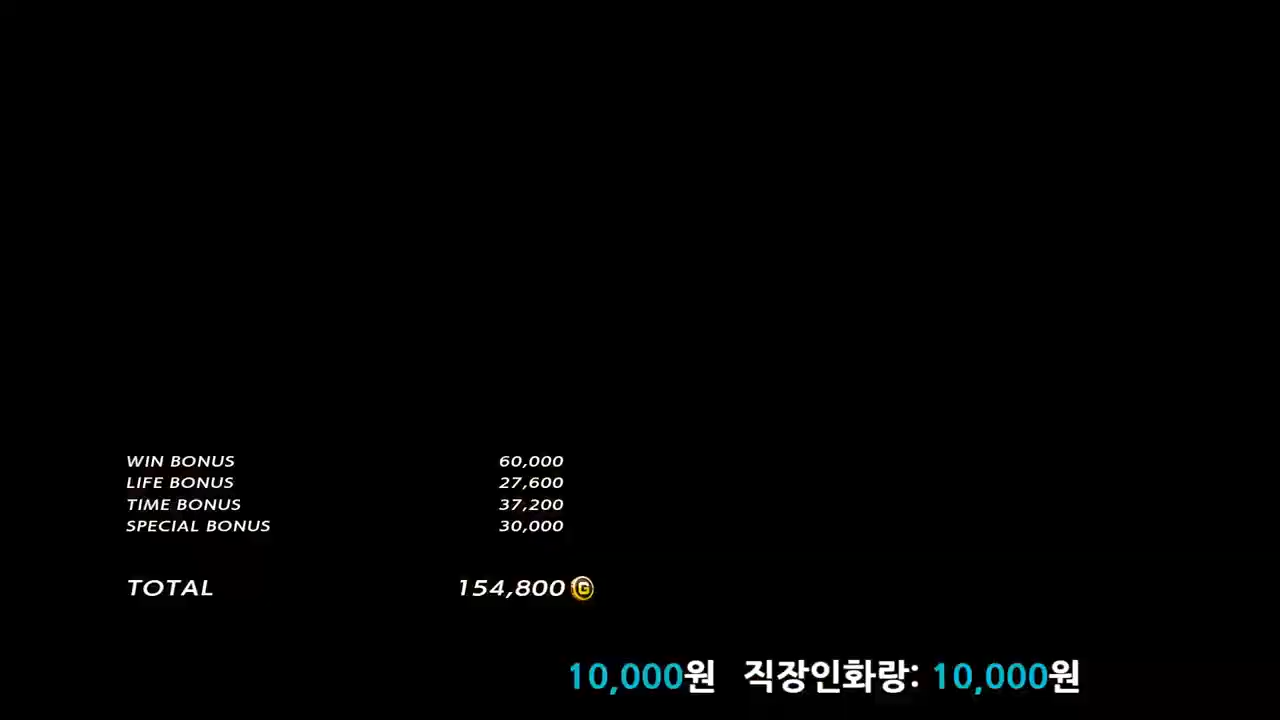 WIN BONUS 60,000
LIFE BONUS 27,600
TIME BONUS 37,200
SPECIAL BONUS 30,000
TOTAL 154,800 G
10,000원 직장인화랑: 10,000원